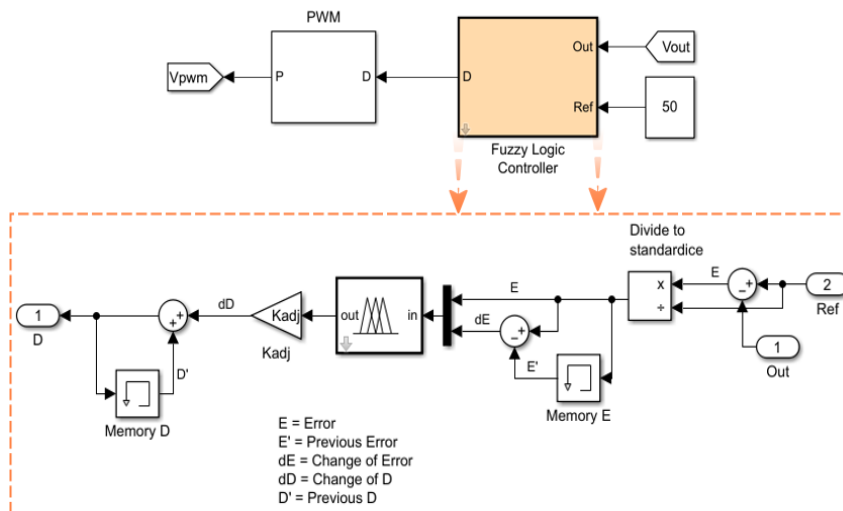 PWM
Vpwm
P
D
D
Out
Ref
Vout
50
Fuzzy Logic
Controller
Divide to
standardice
1
D
+
+
D'
Memory D
dD
Kadj
Kadj
out
in
E
dE
−
+
E'
Memory E
x
÷
E
−
+
2
Ref
1
Out
E = Error
E' = Previous Error
dE = Change of Error
dD = Change of D
D' = Previous D